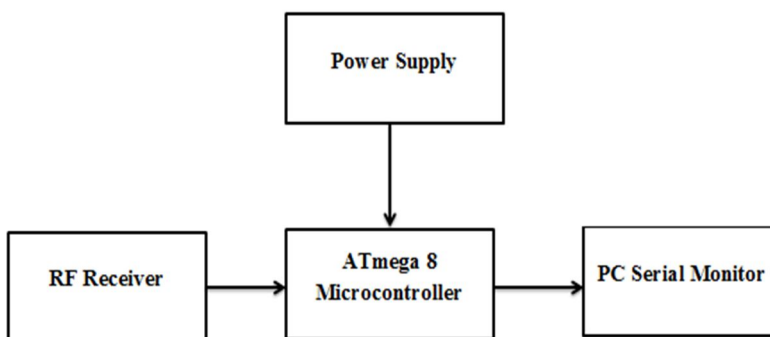 Power Supply
RF Receiver
ATmega 8
Microcontroller
PC Serial Monitor